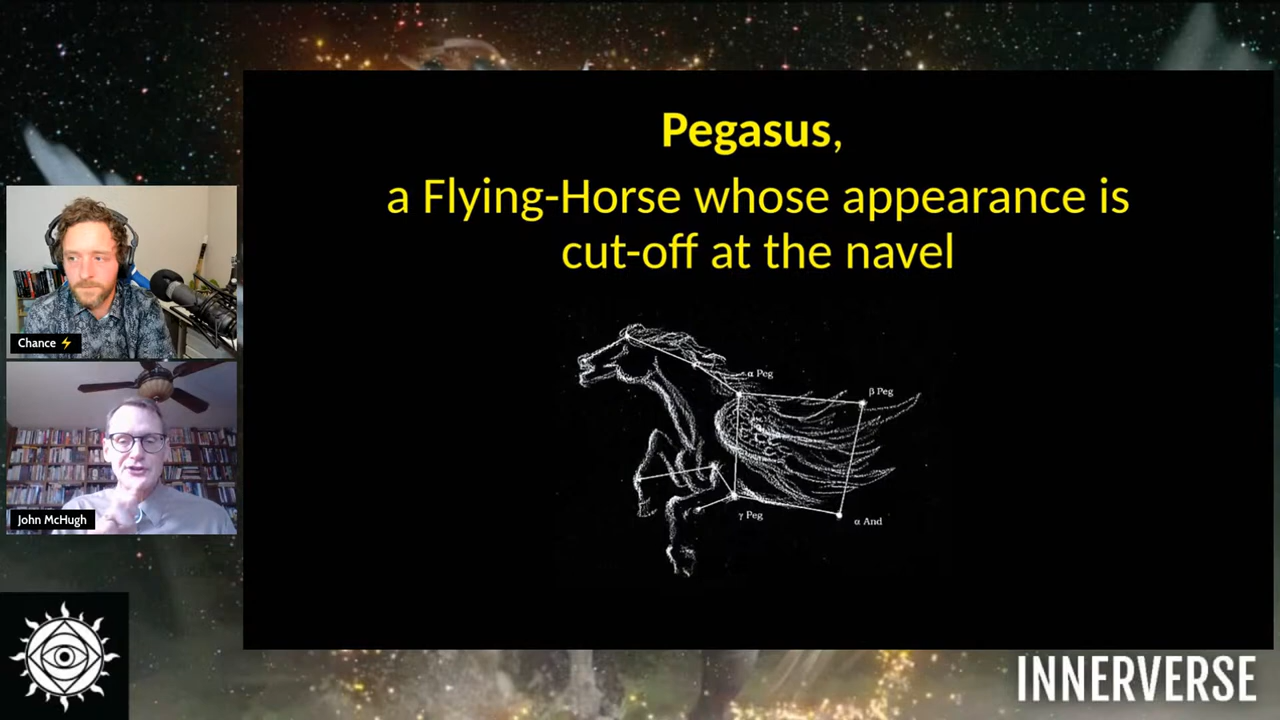 Pegasus,
a Flying-Horse whose appearance is
cut-off at the navel
α Peg
β Peg
γ Peg
α And
Chance ⚡
John McHugh
INNERVERSE